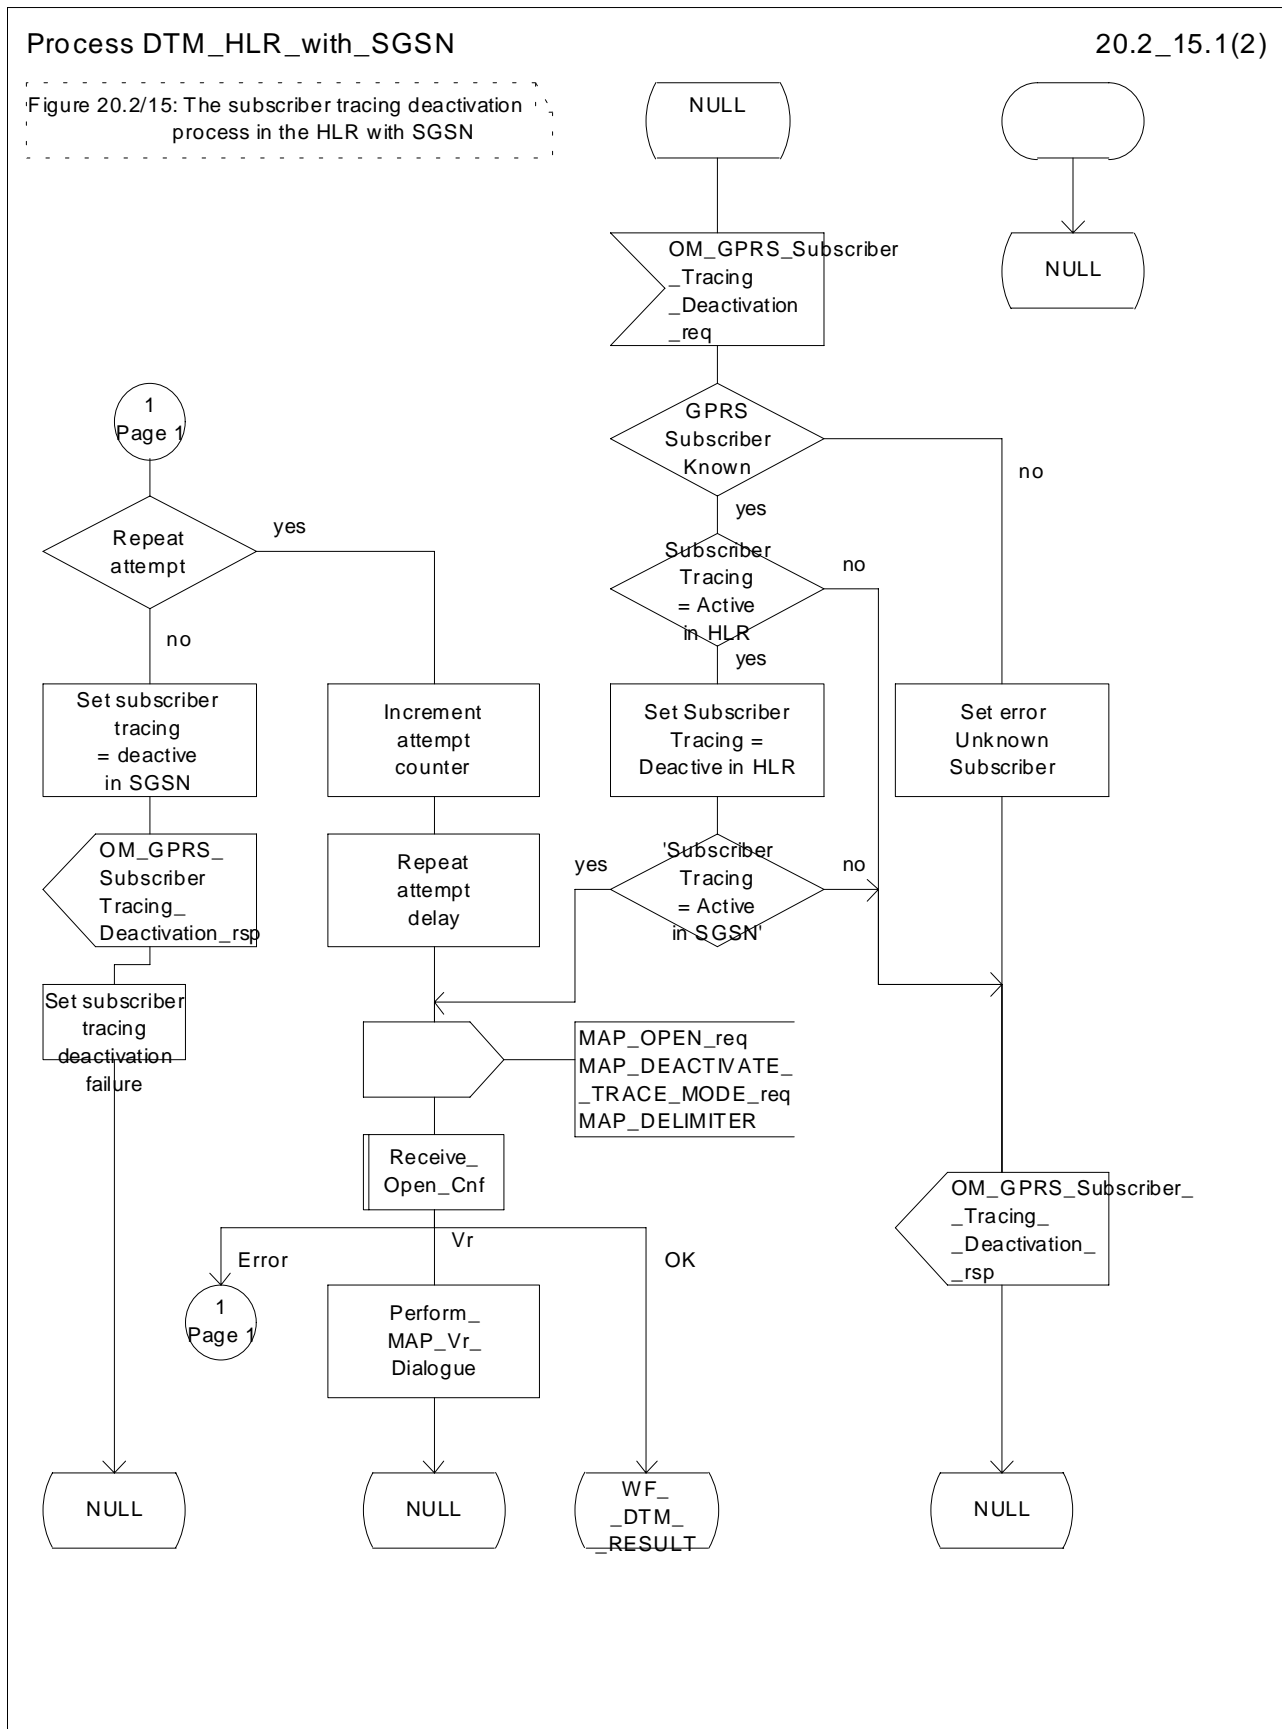 Process DTM_HLR_with_SGSN
20.2_15.1(2)
Figure 20.2/15: The subscriber tracing deactivation
process in the HLR with SGSN
NULL
NULL
OM_GPRS_Subscriber
_Tracing
_Deactivation
_req
1
Page 1
GPRS
Subscriber
Known
no
yes
Repeat
attempt
yes
no
Subscriber
Tracing
= Active
in HLR
no
yes
Set subscriber
tracing
= deactive
in SGSN
Increment
attempt
counter
Set Subscriber
Tracing =
Deactive in HLR
Set error
Unknown
Subscriber
OM_GPRS_
Subscriber
Tracing_
Deactivation_rsp
Repeat
attempt
delay
yes
'Subscriber
Tracing
= Active
in SGSN'
no
Set subscriber
tracing
deactivation
failure
MAP_OPEN_req
MAP_DEACTIVATE_
_TRACE_MODE_req
MAP_DELIMITER
Receive_
Open_Cnf
OM_GPRS_Subscriber_
_Tracing_
_Deactivation_
_rsp
Error
Vr
OK
1
Page 1
Perform_
MAP_Vr_
Dialogue
NULL
NULL
WF_
_DTM_
_RESULT
NULL